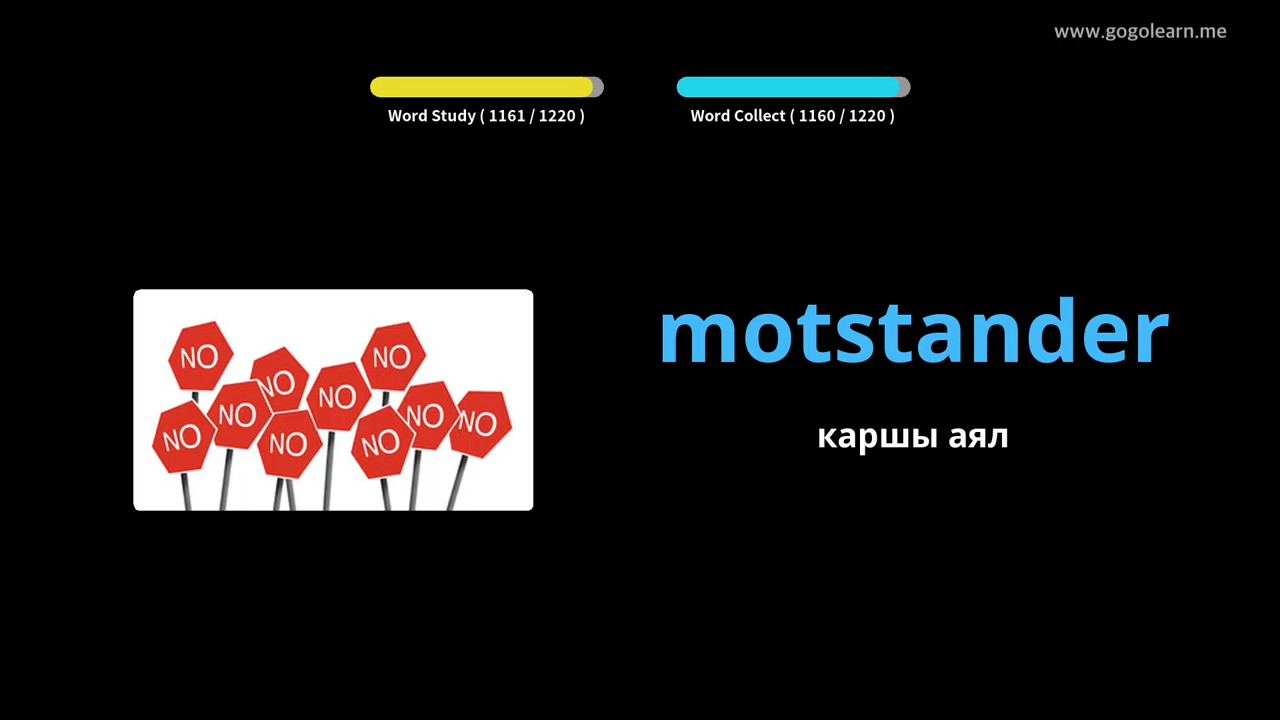 www.gogolearn.me
Word Study ( 1161 / 1220 )
Word Collect ( 1160 / 1220 )
NO
NO
NO
NO
NO
NO
NO
NO
NO
NO
motstander
каршы аял